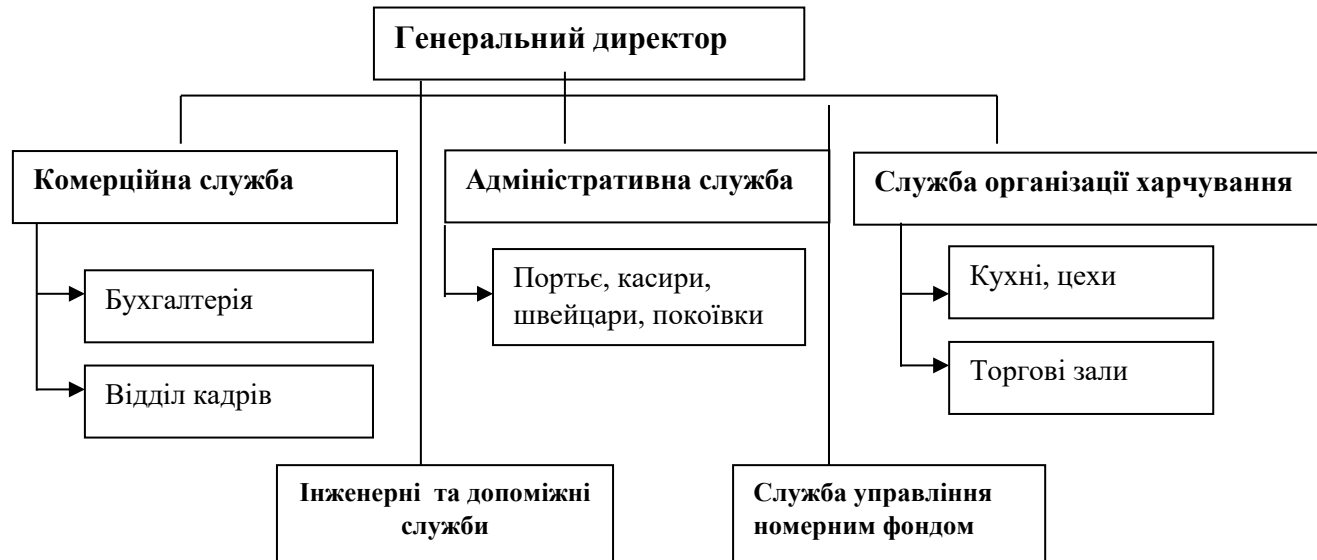 Генеральний директор
Комерційна служба
Адміністративна служба
Служба організації харчування
Бухгалтерія
Відділ кадрів
Портьє, касири,
швейцари, покоївки
Кухні, цехи
Торгові зали
Інженерні та допоміжні
служби
Служба управління
номерним фондом